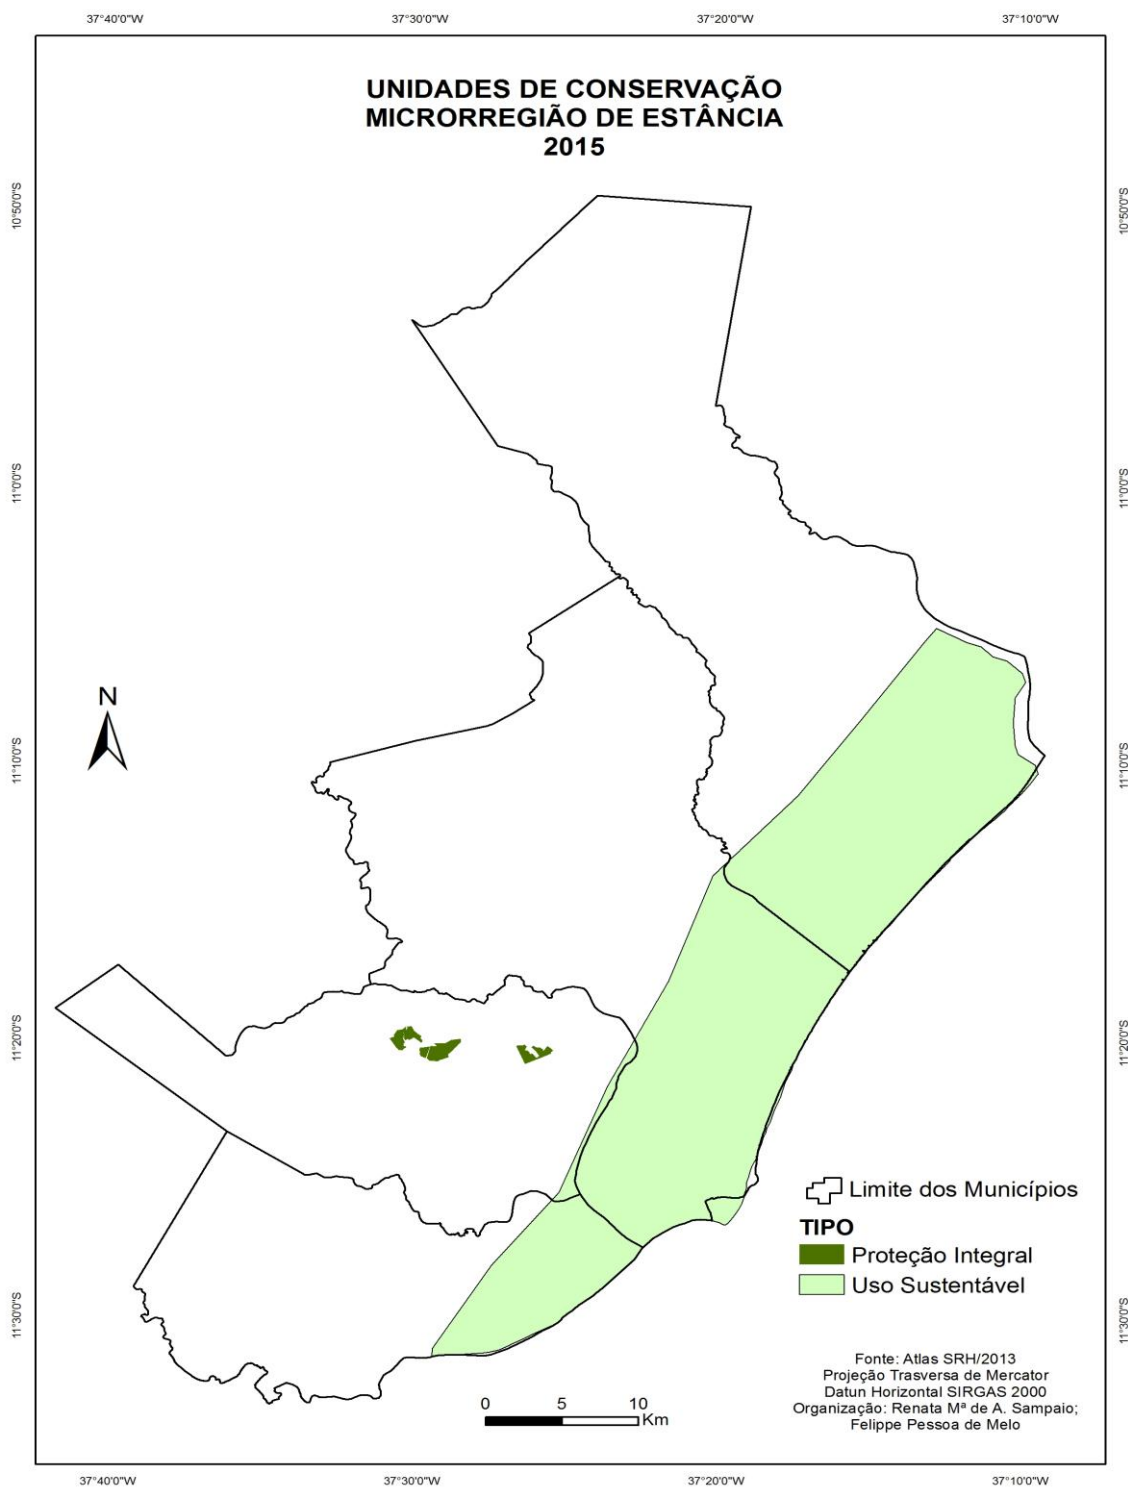 37°40'0"W 37°30'0"W 37°20'0"W 37°10'0"W
UNIDADES DE CONSERVAÇÃO
MICRORREGIÃO DE ESTÂNCIA
2015
10°50'0"S 10°50'0"S
11°0'0"S 11°0'0"S
N
11°10'0"S 11°10'0"S
11°20'0"S 11°20'0"S
Limite dos Municípios
TIPO
Proteção Integral
Uso Sustentável
11°30'0"S 11°30'0"S
Fonte: Atlas SRH/2013
Projeção Trasversa de Mercator
Datun Horizontal SIRGAS 2000
Organização: Renata Mª de A. Sampaio;
Felippe Pessoa de Melo
0 5 10
Km
37°40'0"W 37°30'0"W 37°20'0"W 37°10'0"W